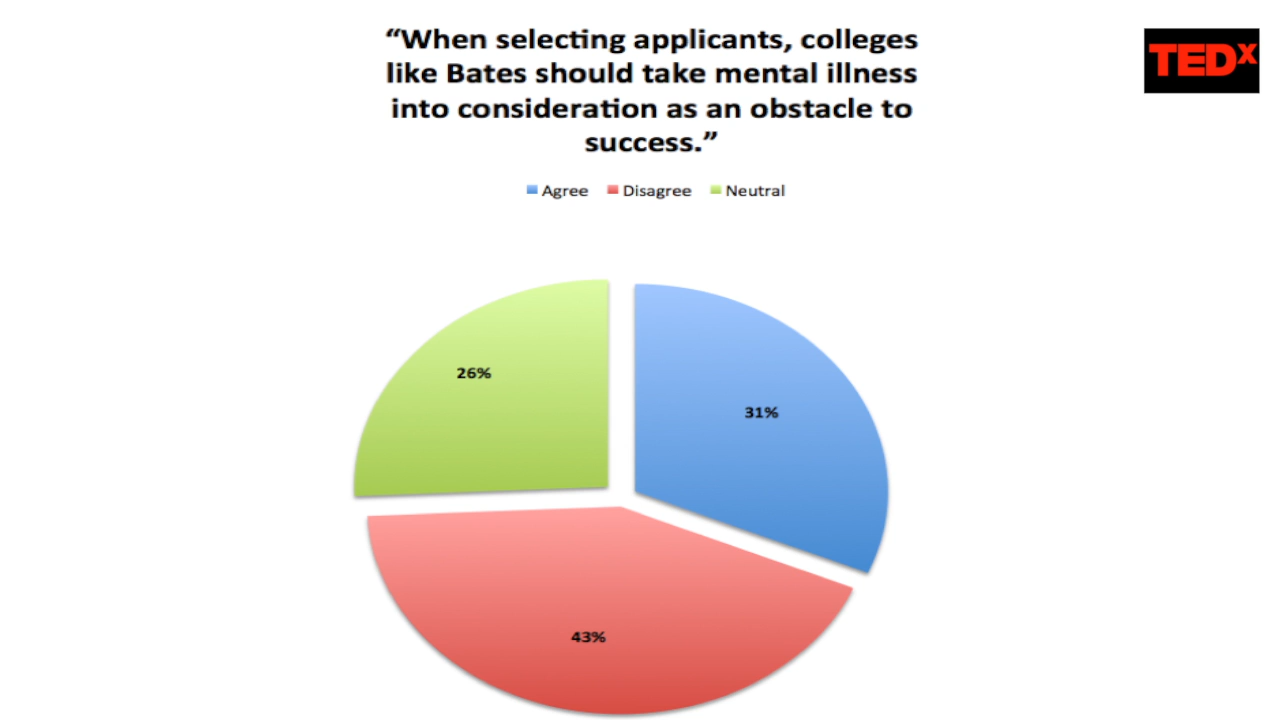 “When selecting applicants, colleges
like Bates should take mental illness
into consideration as an obstacle to
success.”
TEDx
Agree Disagree Neutral
26%
31%
43%